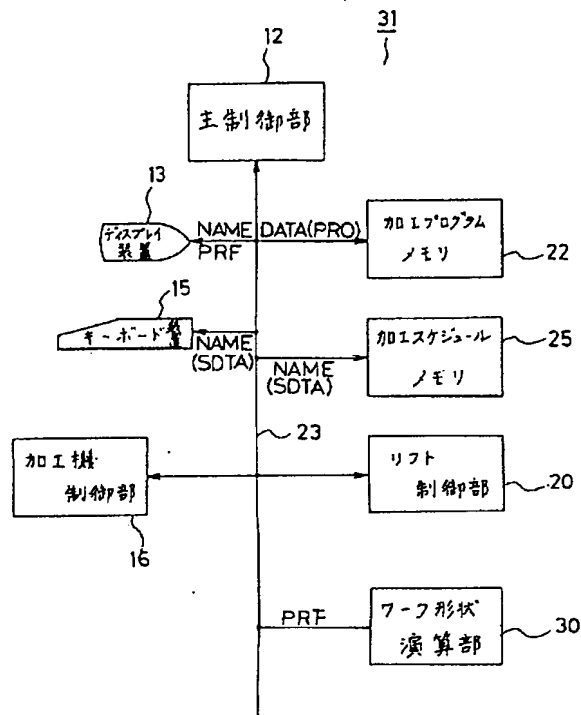 31
12
主制御部
13
ディスプレイ
装置
NAME
PRF
DATA(PRO)
加工プログラム
メモリ
22
15
キーボード装置
NAME
(SDTA)
NAME
(SDTA)
加工スケジュール
メモリ
25
23
加工機
制御部
16
リフト
制御部
20
PRF
ワーク形状
演算部
30